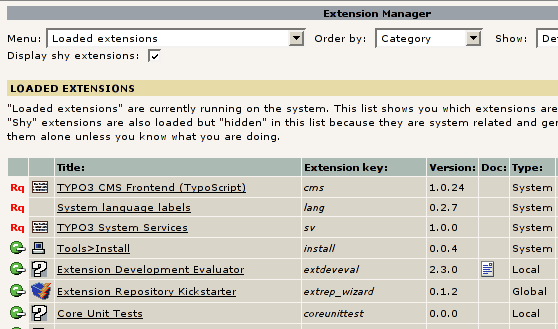 Extension Manager
Menu: Loaded extensions Order by: Category Show: De
Display shy extensions:
LOADED EXTENSIONS
"Loaded extensions" are currently running on the system. This list shows you which extensions are
"Shy" extensions are also loaded but "hidden" in this list because they are system related and ge
them alone unless you know what you are doing.
Title: Extension key: Version: Doc: Type:
Rq TYPO3 CMS Frontend (TypoScript) cms 1.0.24 System
Rq System language labels lang 0.2.7 System
Rq TYPO3 System Services sv 1.0.0 System
Tools>Install install 0.0.4 System
Extension Development Evaluator extdeveval 2.3.0 Local
Extension Repository Kickstarter extrep_wizard 0.1.2 Global
Core Unit Tests coreunittest 0.0.0 Local